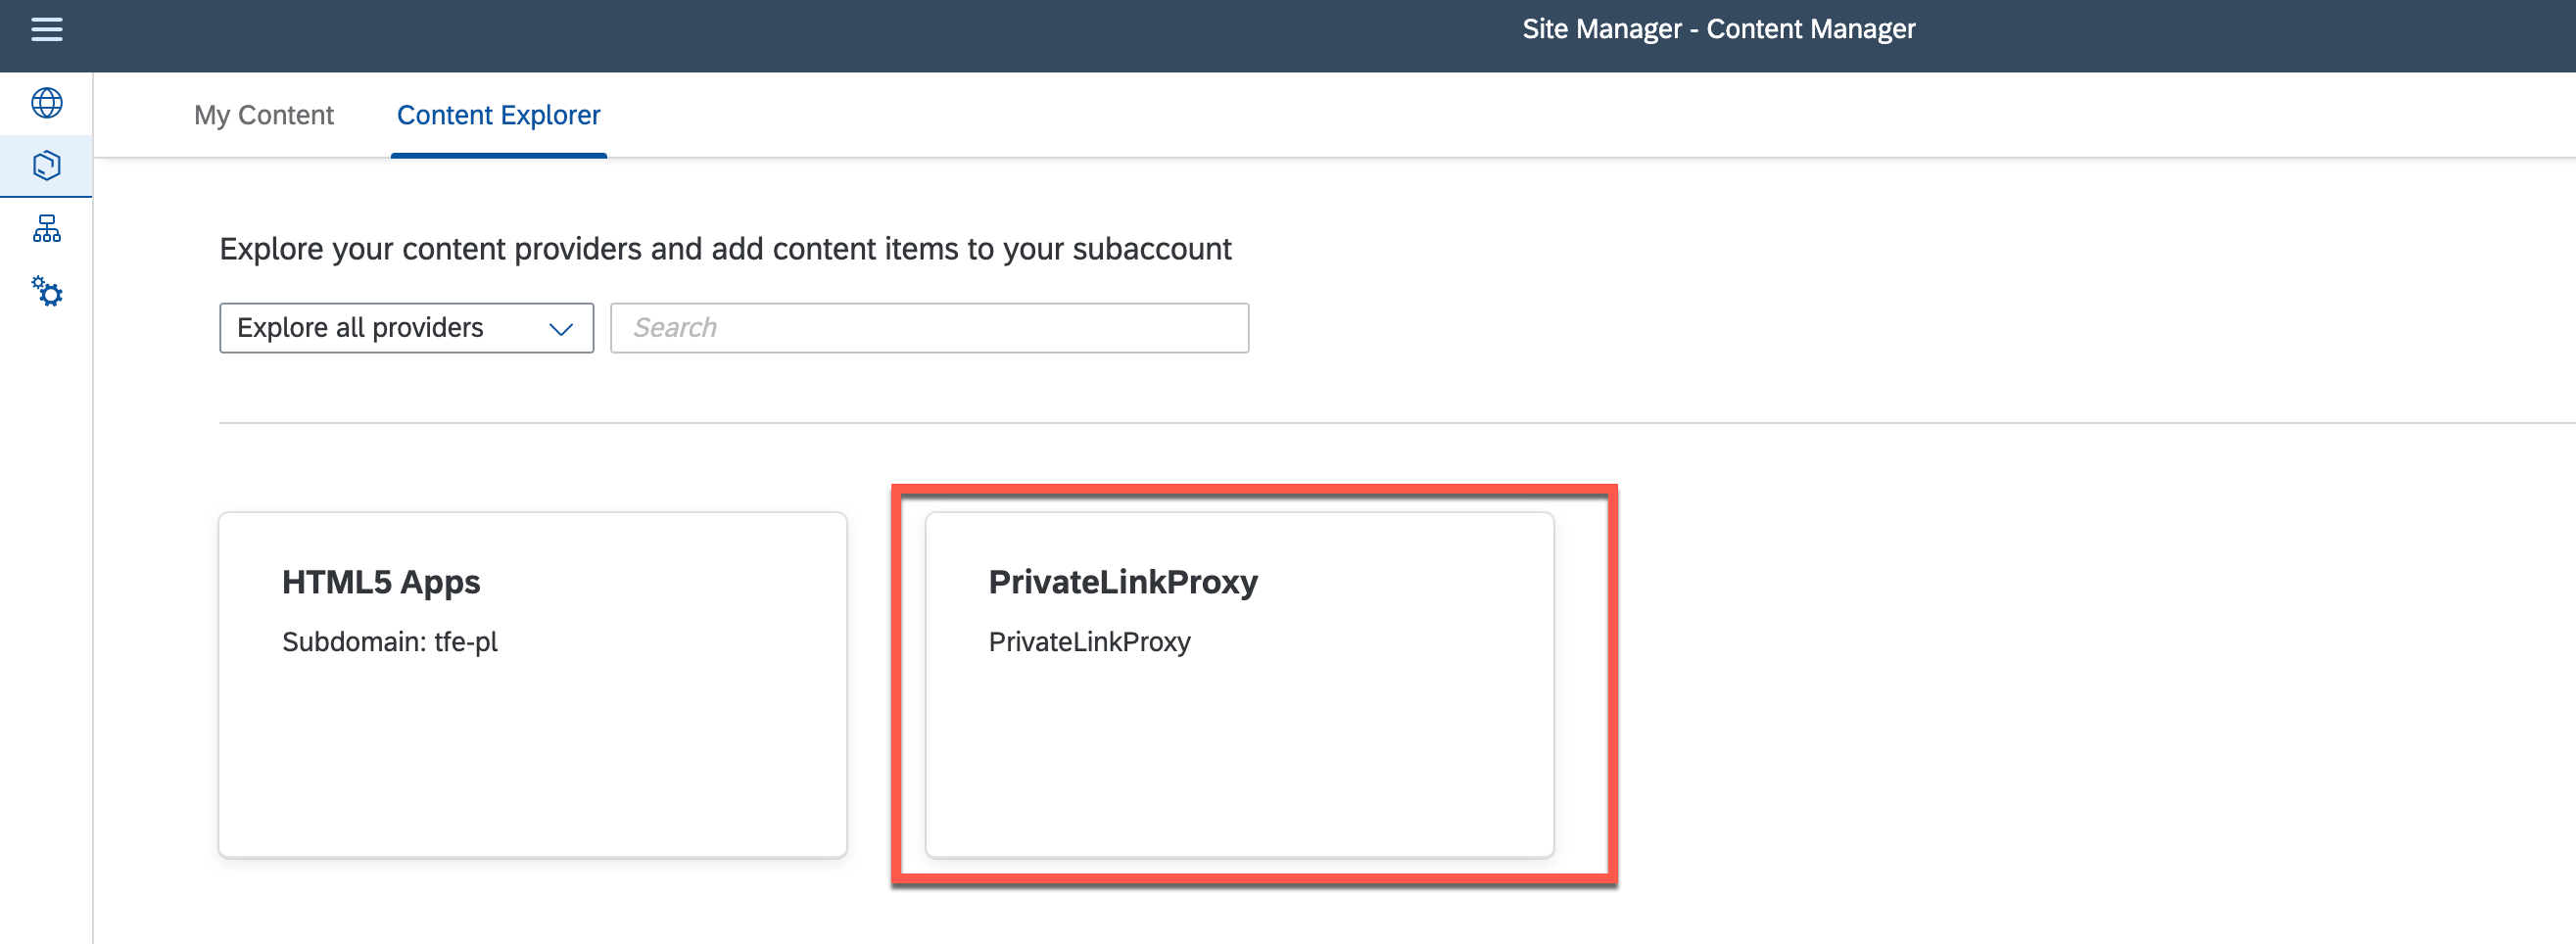 Site Manager - Content Manager
My Content
Content Explorer
Explore your content providers and add content items to your subaccount
Explore all providers
Search
HTML5 Apps
Subdomain: tfe-pl
PrivateLinkProxy
PrivateLinkProxy